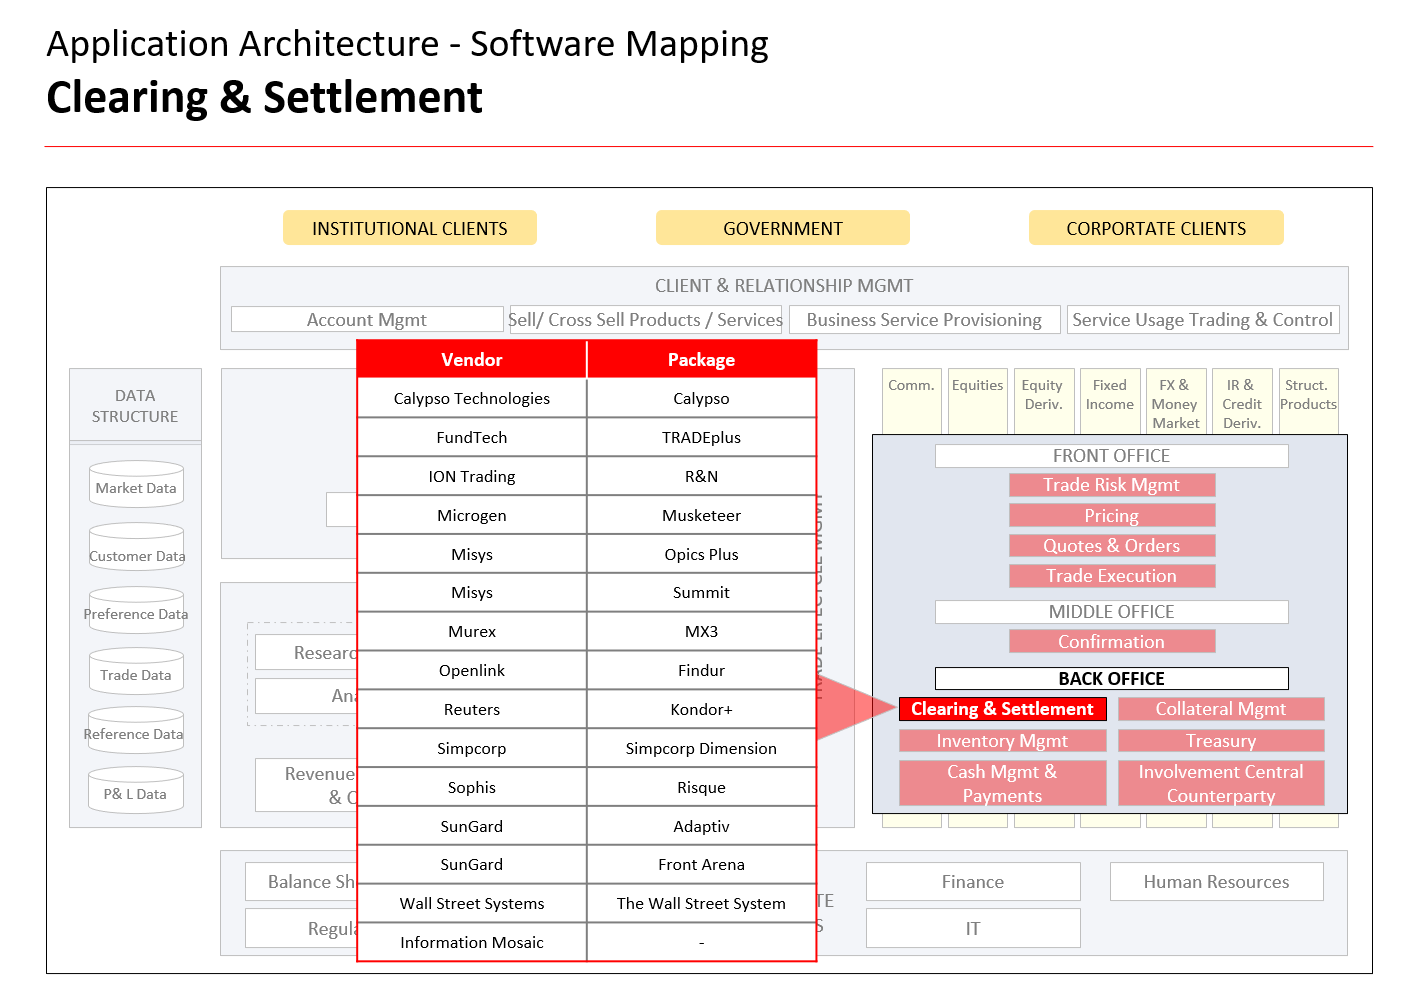 Application Architecture - Software Mapping
Clearing & Settlement
INSTITUTIONAL CLIENTS
GOVERNMENT
CORPORTATE CLIENTS
CLIENT & RELATIONSHIP MGMT
Account Mgmt
Sell/ Cross Sell Products / Services
Business Service Provisioning
Service Usage Trading & Control
DATA
STRUCTURE
Market Data
Customer Data
Preference Data
Trade Data
Reference Data
P& L Data
Vendor Package
Calypso Technologies Calypso
FundTech TRADEplus
ION Trading R&N
Microgen Musketeer
Misys Opics Plus
Misys Summit
Murex MX3
Openlink Findur
Reuters Kondor+
Simpcorp Simpcorp Dimension
Sophis Risque
SunGard Adaptiv
SunGard Front Arena
Wall Street Systems The Wall Street System
Information Mosaic -
Revenue
&
Comm.
Equities
Equity
Deriv.
Fixed
Income
FX &
Money
Market
IR &
Credit
Deriv.
Struct.
Products
FRONT OFFICE
Trade Risk Mgmt
Pricing
Quotes & Orders
Trade Execution
MIDDLE OFFICE
Confirmation
BACK OFFICE
Clearing & Settlement
Collateral Mgmt
Inventory Mgmt
Treasury
Cash Mgmt &
Payments
Involvement Central
Counterparty
Balance
Finance
IT
Human Resources